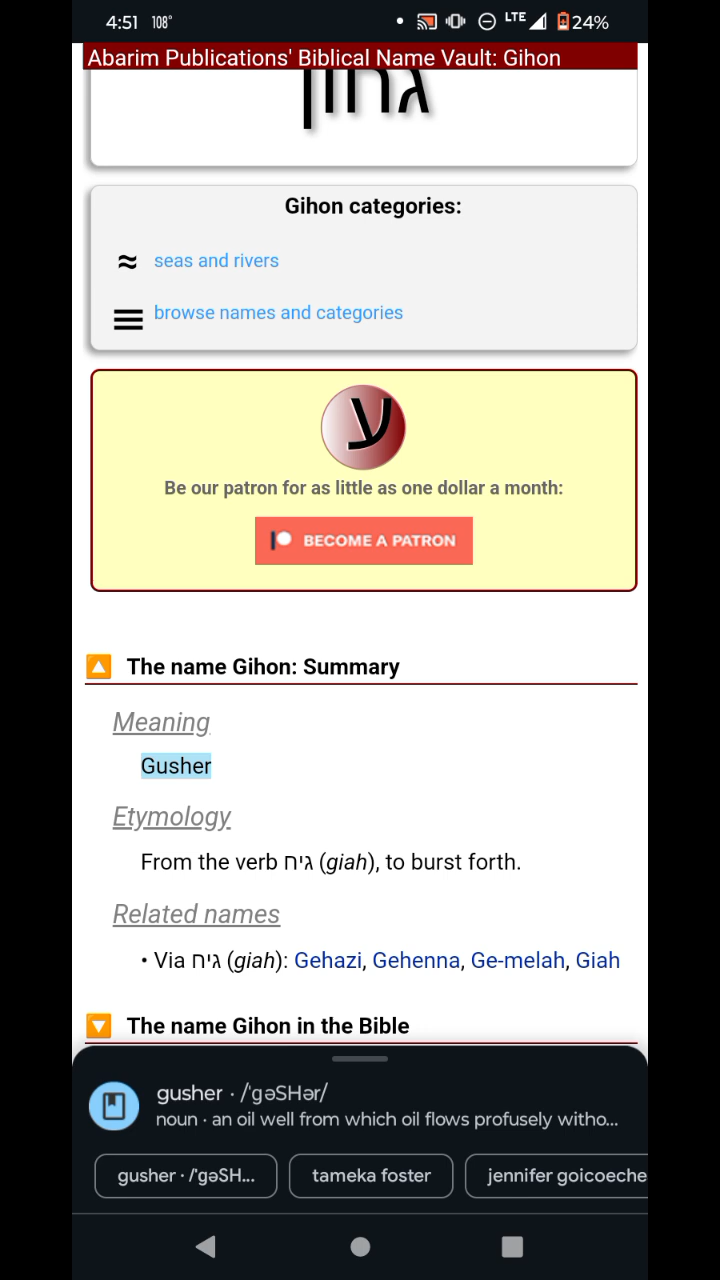 4:51 108° LTE 24%
Abarim Publications' Biblical Name Vault: Gihon
גחון
Gihon categories:
≈ seas and rivers
browse names and categories
ע
Be our patron for as little as one dollar a month:
BECOME A PATRON
The name Gihon: Summary
Meaning
Gusher
Etymology
From the verb גיח (giah), to burst forth.
Related names
• Via גיח (giah): Gehazi, Gehenna, Ge-melah, Giah
The name Gihon in the Bible
gusher · /ˈɡəSHər/
noun · an oil well from which oil flows profusely witho...
gusher · /ˈɡəSH... tameka foster jennifer goicoeche